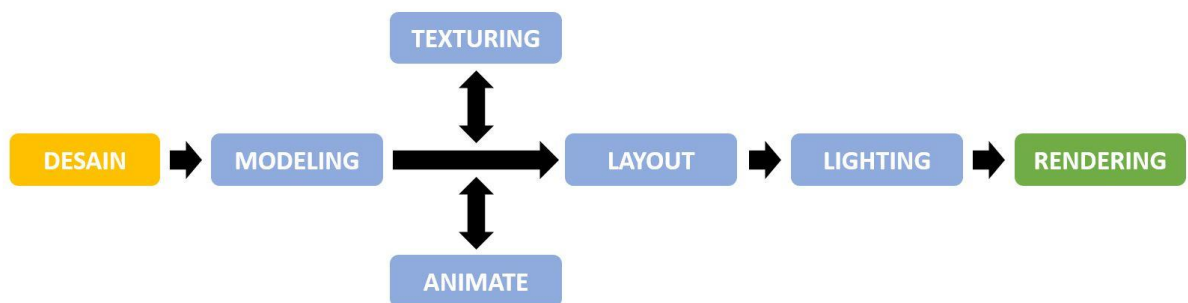 TEXTURING
DESAIN
MODELING
LAYOUT
LIGHTING
RENDERING
ANIMATE